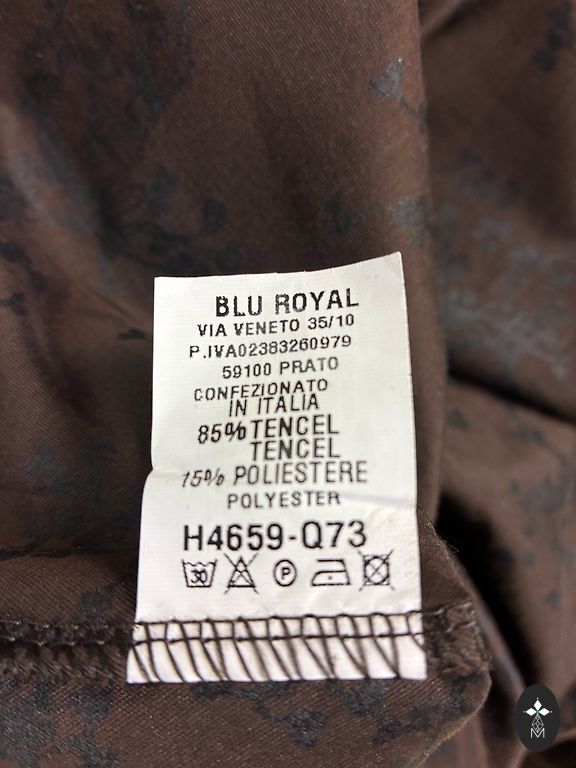 BLU ROYAL
VIA VENETO 35/10
P.IVA02383260979
59100 PRATO
CONFEZIONATO
IN ITALIA
85% TENCEL
TENCEL
15% POLIESTERE
POLYESTER
H4659-Q73
30 P
M